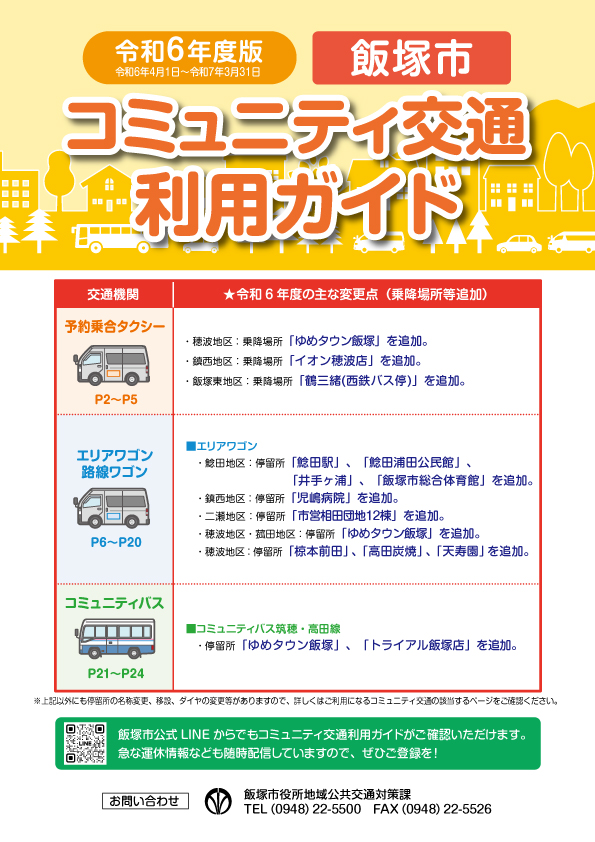 令和6年度版
令和6年4月1日～令和7年3月31日
飯塚市
コミュニティ交通
利用ガイド
交通機関
★令和6年度の主な変更点（乗降場所等追加）
予約乗合タクシー
P2～P5
・穂波地区：乗降場所「ゆめタウン飯塚」を追加。
・鎮西地区：乗降場所「イオン穂波店」を追加。
・飯塚東地区：乗降場所「鶴三緒(西鉄バス停)」を追加。
エリアワゴン
路線ワゴン
P6～P20
■エリアワゴン
・鯰田地区：停留所「鯰田駅」、「鯰田浦田公民館」、
「井手ヶ浦」、「飯塚市総合体育館」を追加。
・鎮西地区：停留所「児嶋病院」を追加。
・二瀬地区：停留所「市営相田団地12棟」を追加。
・穂波地区・菰田地区：停留所「ゆめタウン飯塚」を追加。
・穂波地区：停留所「椋本前田」、「高田炭焼」、「天寿園」を追加。
コミュニティバス
P21～P24
■コミュニティバス筑穂・高田線
・停留所「ゆめタウン飯塚」、「トライアル飯塚店」を追加。
※上記以外にも停留所の名称変更、移設、ダイヤの変更等がありますので、詳しくはご利用になるコミュニティ交通の該当するページをご確認ください。
LINE
飯塚市公式 LINE からでもコミュニティ交通利用ガイドがご確認いただけます。
急な運休情報なども随時配信していますので、ぜひご登録を！
お問い合わせ
飯塚市役所地域公共交通対策課
TEL (0948) 22-5500　FAX (0948) 22-5526